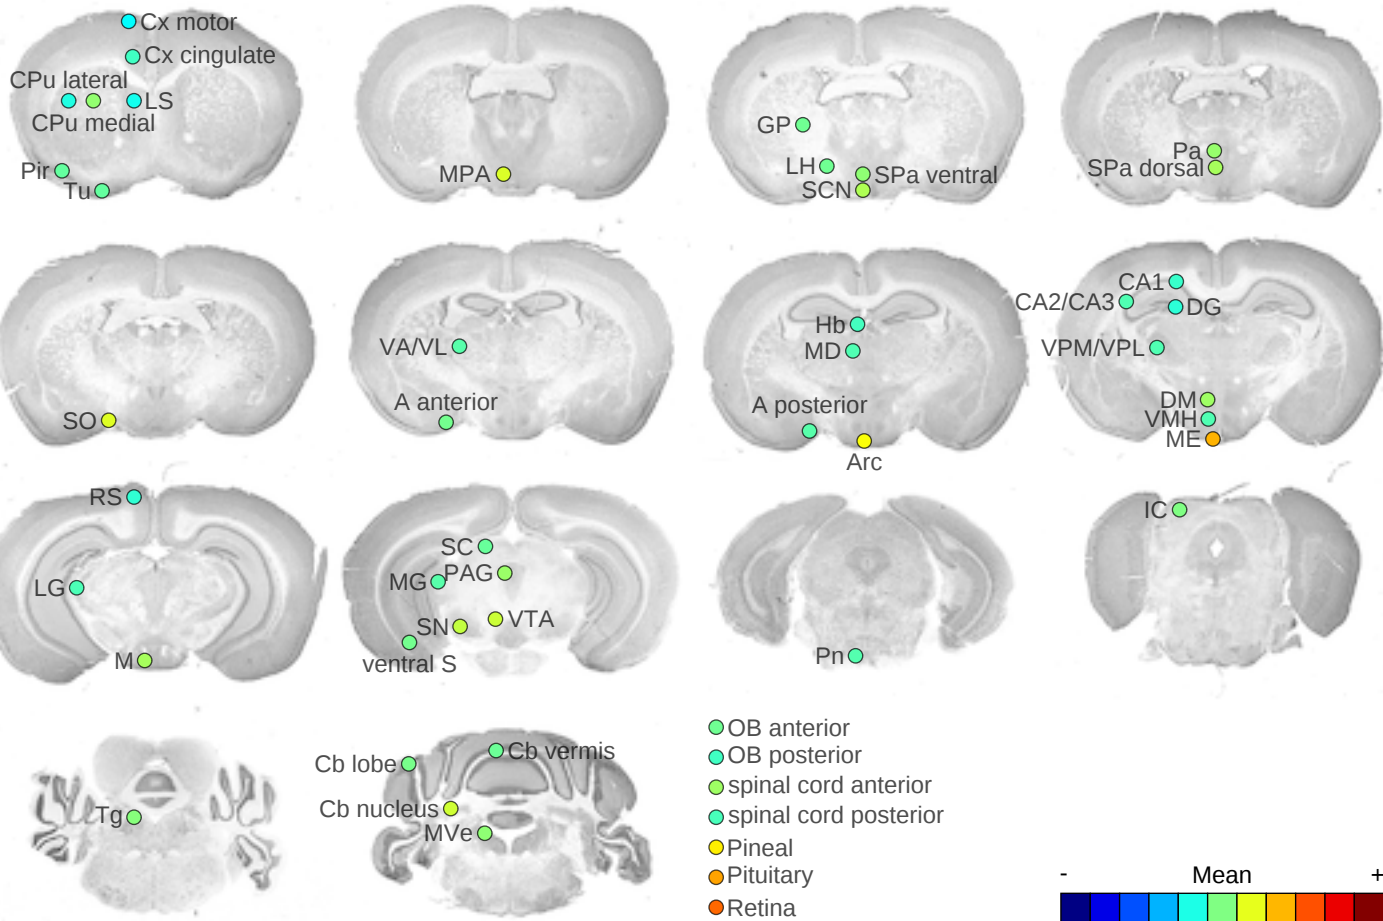 Cx motor
Cx cingulate
CPu lateral
LS
CPu medial
Pir
Tu
MPA
GP
LH
SPa ventral
SCN
Pa
SPa dorsal
SO
VA/VL
A anterior
Hb
MD
A posterior
Arc
CA1
CA2/CA3
DG
VPM/VPL
DM
VMH
ME
RS
LG
M
SC
PAG
MG
SN
VTA
ventral S
Pn
IC
Tg
Cb vermis
Cb lobe
Cb nucleus
MVe
OB anterior
OB posterior
spinal cord anterior
spinal cord posterior
Pineal
Pituitary
Retina
- Mean +